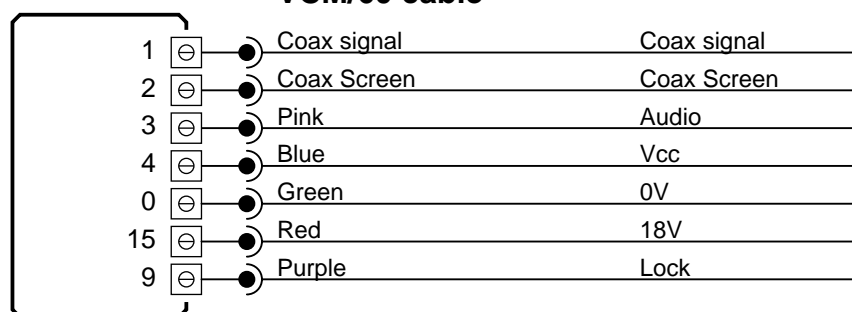 1 Coax signal Coax signal
2 Coax Screen Coax Screen
3 Pink Audio
4 Blue Vcc
0 Green 0V
15 Red 18V
9 Purple Lock